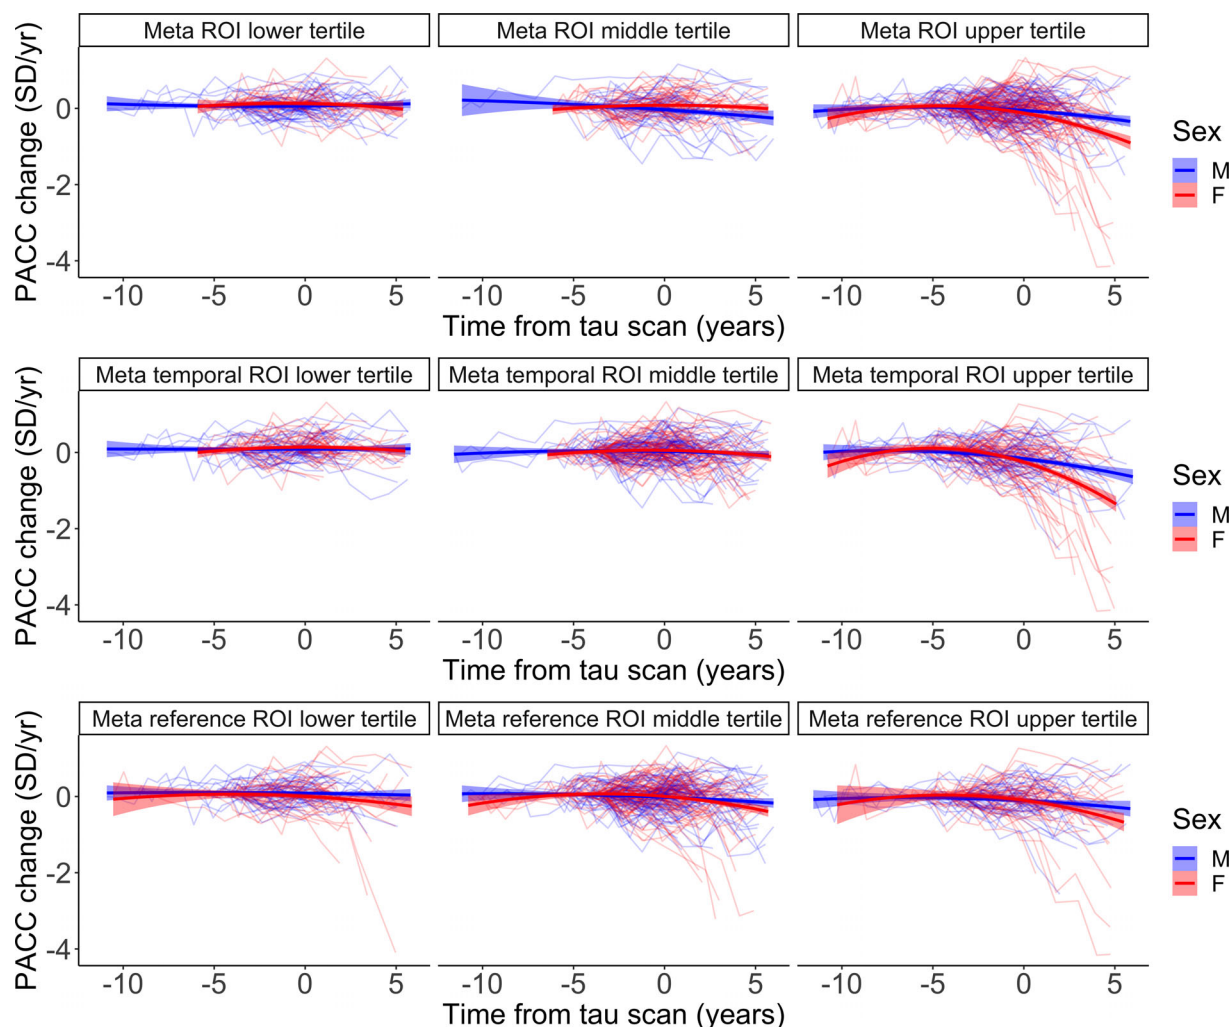 Meta ROI lower tertile
Meta ROI middle tertile
Meta ROI upper tertile
PACC change (SD/yr)
0
-2
-4
-10 -5 0 5
-10 -5 0 5
-10 -5 0 5
Time from tau scan (years)
Sex
M
F
Meta temporal ROI lower tertile
Meta temporal ROI middle tertile
Meta temporal ROI upper tertile
PACC change (SD/yr)
0
-2
-4
-10 -5 0 5
-10 -5 0 5
-10 -5 0 5
Time from tau scan (years)
Sex
M
F
Meta reference ROI lower tertile
Meta reference ROI middle tertile
Meta reference ROI upper tertile
PACC change (SD/yr)
0
-2
-4
-10 -5 0 5
-10 -5 0 5
-10 -5 0 5
Time from tau scan (years)
Sex
M
F